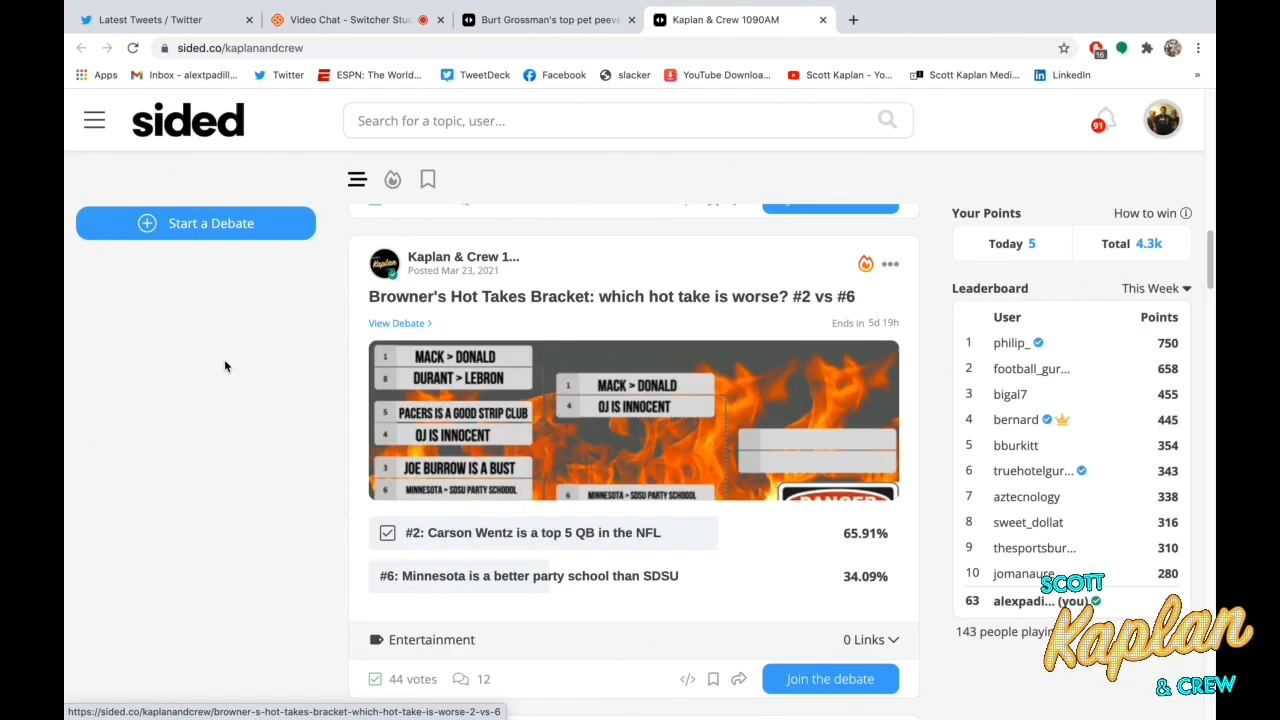 Latest Tweets / Twitter
Video Chat - Switcher Stu
Burt Grossman's top pet peeve
Kaplan & Crew 1090AM
sided.co/kaplanandcrew
16
Apps
Inbox - alextpadill...
Twitter
ESPN: The World...
TweetDeck
Facebook
slacker
YouTube Downloa...
Scott Kaplan - Yo...
Scott Kaplan Medi...
LinkedIn
»
sided
Search for a topic, user...
91
Start a Debate
Kaplan
Kaplan & Crew 1...
Posted Mar 23, 2021
Browner's Hot Takes Bracket: which hot take is worse? #2 vs #6
View Debate >
Ends in 5d 19h
1 MACK > DONALD
8 DURANT > LEBRON
5 PACERS IS A GOOD STRIP CLUB
4 OJ IS INNOCENT
3 JOE BURROW IS A BUST
6 MINNESOTA > SDSU PARTY SCHOOOL
1 MACK > DONALD
4 OJ IS INNOCENT
6 MINNESOTA > SDSU PARTY SCHOOL
DANGER
#2: Carson Wentz is a top 5 QB in the NFL 65.91%
#6: Minnesota is a better party school than SDSU 34.09%
Entertainment
0 Links
44 votes
12
</>
Join the debate
Your Points
How to win
Today 5
Total 4.3k
Leaderboard
This Week
User Points
1 philip_ 750
2 football_gur... 658
3 bigal7 455
4 bernard 445
5 bburkitt 354
6 truehotelgur... 343
7 aztecnology 338
8 sweet_dollat 316
9 thesportsbur... 310
10 jomanaure 280
63 alexpadi... (you)
143 people playin
SCOTT
Kaplan
& CREW
https://sided.co/kaplanandcrew/browner-s-hot-takes-bracket-which-hot-take-is-worse-2-vs-6